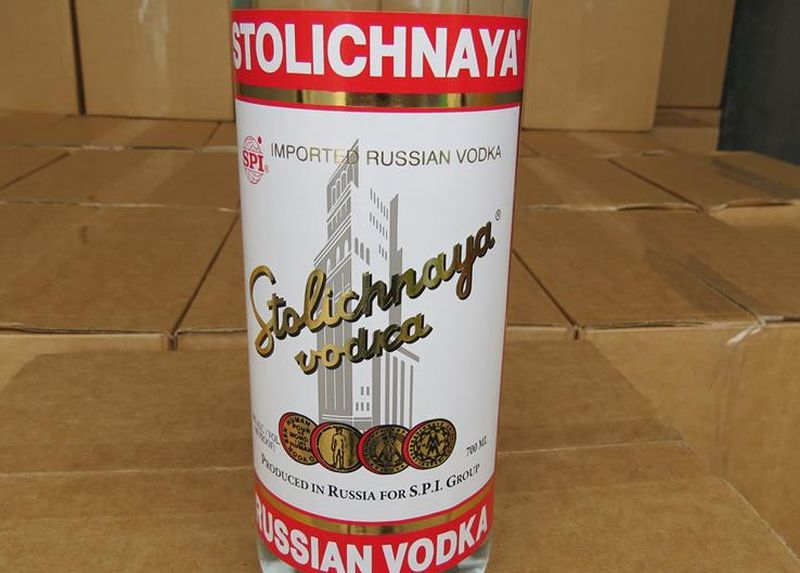 STOLICHNAYA®
SPI®
IMPORTED RUSSIAN VODKA
Stolichnaya®
vodka
700 ML
PRODUCED IN RUSSIA FOR S.P.I. GROUP
RUSSIAN VODKA